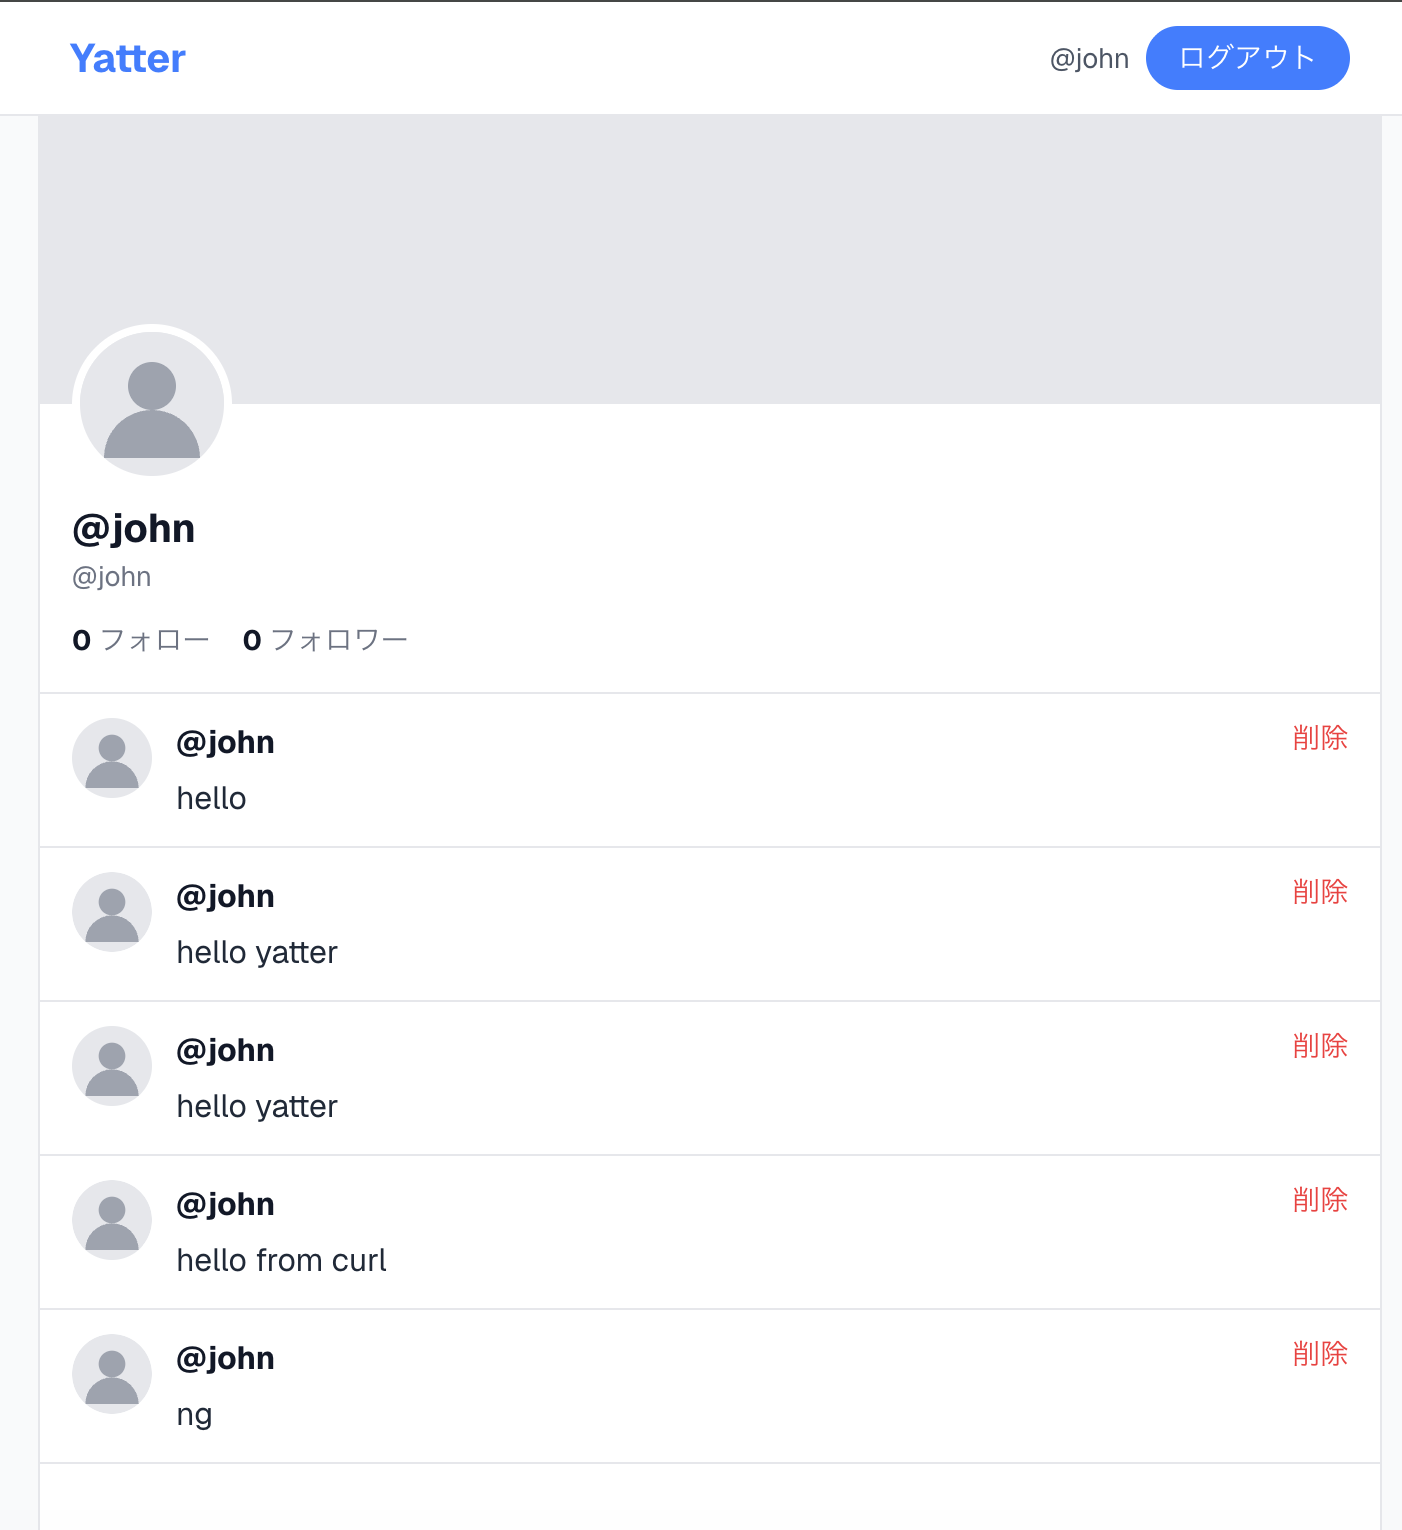 Yatter
@john ログアウト
@john
@john
0 フォロー 0 フォロワー
@john 削除
hello
@john 削除
hello yatter
@john 削除
hello yatter
@john 削除
hello from curl
@john 削除
ng